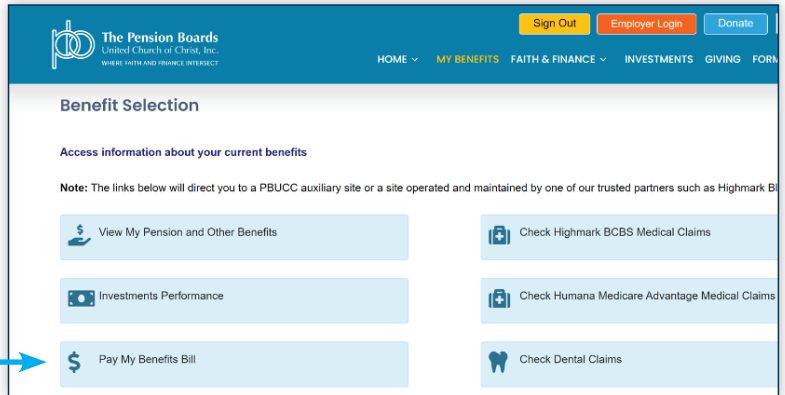 Sign Out
Employer Login
Donate
The Pension Boards
United Church of Christ, Inc.
WHERE FAITH AND FINANCE INTERSECT
HOME MY BENEFITS FAITH & FINANCE INVESTMENTS GIVING FORM
Benefit Selection
Access information about your current benefits
Note: The links below will direct you to a PBUCC auxiliary site or a site operated and maintained by one of our trusted partners such as Highmark Bl
View My Pension and Other Benefits
Check Highmark BCBS Medical Claims
Investments Performance
Check Humana Medicare Advantage Medical Claims
Pay My Benefits Bill
Check Dental Claims